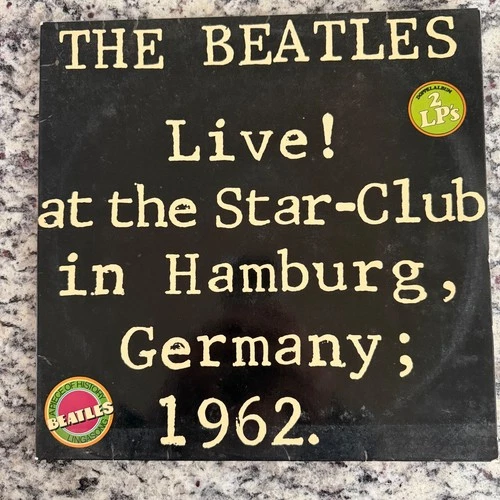 THE BEATLES
DOPPELALBUM
2
LP's
Live!
at the Star-Club
in Hamburg,
Germany;
1962.
A PIECE OF HISTORY
BEATLES
LINGASONG